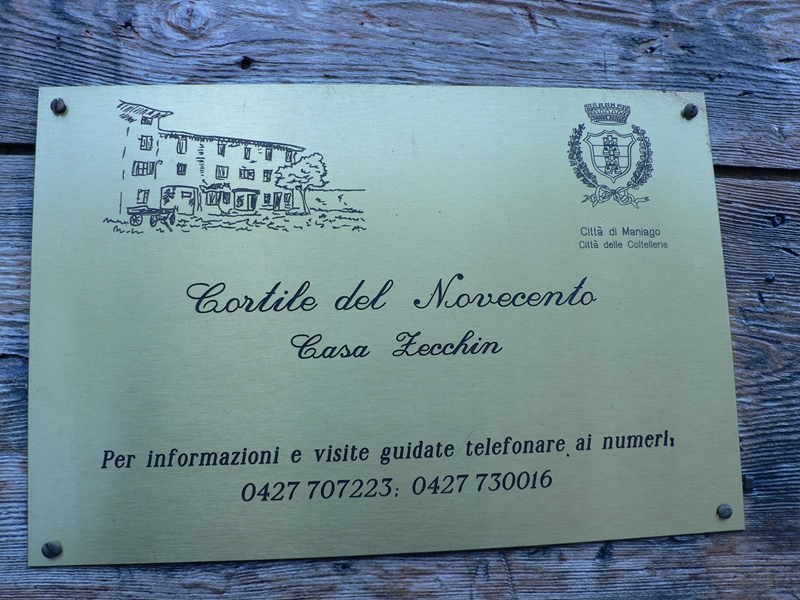 Città di Maniago
Città delle Coltellerie
Cortile del Novecento
Casa Zecchin
Per informazioni e visite guidate telefonare ai numeri;
0427 707223; 0427 730016